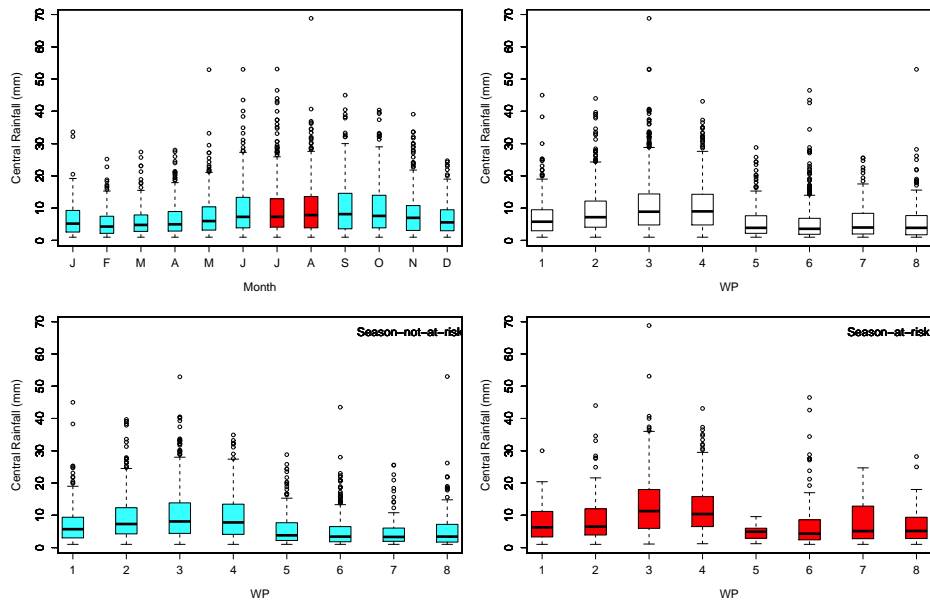 70
60
50
40
30
20
10
0
Central Rainfall (mm)
J F M A M J J A S O N D
Month
70
60
50
40
30
20
10
0
Central Rainfall (mm)
1 2 3 4 5 6 7 8
WP
Season−not−at−risk
70
60
50
40
30
20
10
0
Central Rainfall (mm)
1 2 3 4 5 6 7 8
WP
Season−at−risk
70
60
50
40
30
20
10
0
Central Rainfall (mm)
1 2 3 4 5 6 7 8
WP